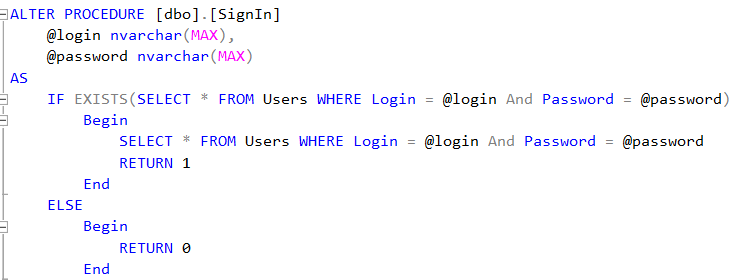 ALTER PROCEDURE [dbo].[SignIn]
    @login nvarchar(MAX),
    @password nvarchar(MAX)
AS
    IF EXISTS(SELECT * FROM Users WHERE Login = @login And Password = @password)
        Begin
            SELECT * FROM Users WHERE Login = @login And Password = @password
            RETURN 1
        End
    ELSE
        Begin
            RETURN 0
        End